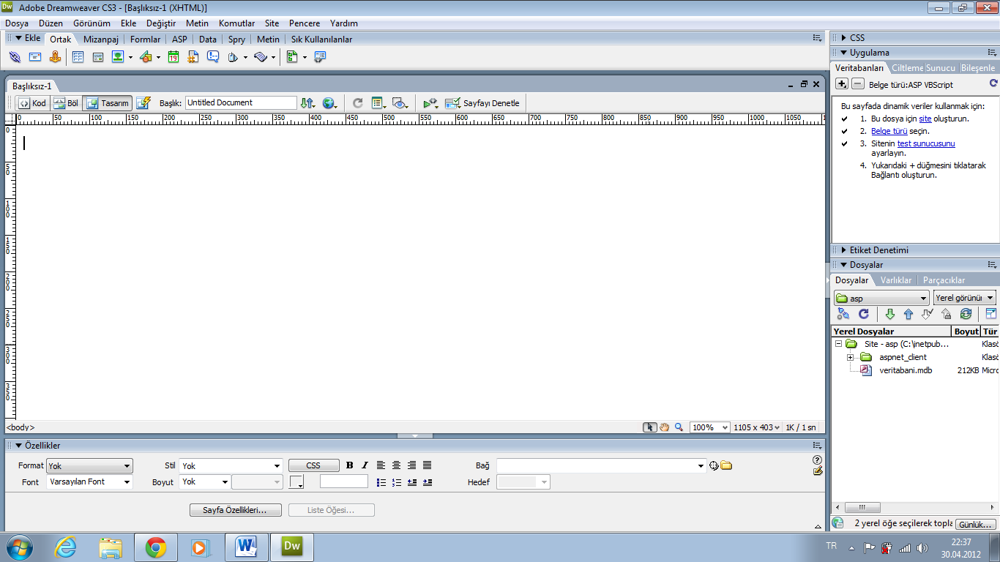 Dw Adobe Dreamweaver CS3 - [Başlıksız-1 (XHTML)]
Dosya Düzen Görünüm Ekle Değiştir Metin Komutlar Site Pencere Yardım
Ekle Ortak Mizanpaj Formlar ASP Data Spry Metin Sık Kullanılanlar
19
Başlıksız-1
Kod Böl Tasarım Başlık: Untitled Document Sayfayı Denetle
0 50 100 150 200 250 300 350 400 450 500 550 600 650 700 750 800 850 900 950 1000 1050
0
50
100
150
200
250
300
350
<body> 100% 1105 x 403 1K / 1 sn
Özellikler
Format Yok Stil Yok CSS B I Bağ
Font Varsayılan Font Boyut Yok Hedef
Sayfa Özellikleri... Liste Öğesi...
CSS
Uygulama
Veritabanları Ciltleme Sunucu Bileşenle
Belge türü:ASP VBScript
Bu sayfada dinamik veriler kullanmak için:
1. Bu dosya için site oluşturun.
2. Belge türü seçin.
3. Sitenin test sunucusunu
ayarlayın.
4. Yukarıdaki + düğmesini tıklatarak
Bağlantı oluşturun.
Etiket Denetimi
Dosyalar
Dosyalar Varlıklar Parçacıklar
asp Yerel görünü
Yerel Dosyalar Boyut Tür
Site - asp (C:\inetpub... Klasö
aspnet_client Klasö
veritabani.mdb 212KB Micro
2 yerel öğe seçilerek topla Günlük...
W Dw TR 22:37
30.04.2012